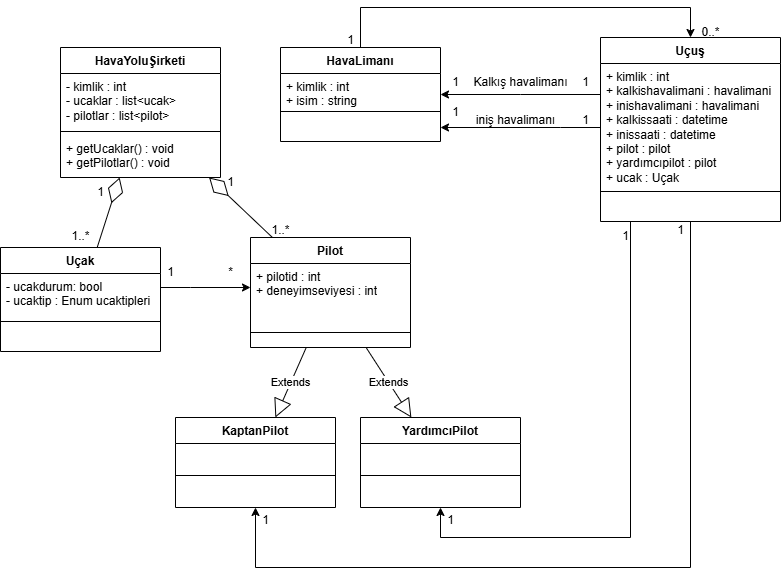 HavaYoluŞirketi
- kimlik : int
- ucaklar : list<ucak>
- pilotlar : list<pilot>
+ getUcaklar() : void
+ getPilotlar() : void
HavaLimanı
+ kimlik : int
+ isim : string
Uçuş
+ kimlik : int
+ kalkishavalimani : havalimani
+ inishavalimani : havalimani
+ kalkissaati : datetime
+ inissaati : datetime
+ pilot : pilot
+ yardımcıpilot : pilot
+ ucak : Uçak
1
0..*
1
Kalkış havalimanı
1
1
iniş havalimanı
1
1
1
1..*
1..*
Uçak
- ucakdurum: bool
- ucaktip : Enum ucaktipleri
1
*
Pilot
+ pilotid : int
+ deneyimseviyesi : int
1
1
Extends
Extends
KaptanPilot
YardımcıPilot
1
1